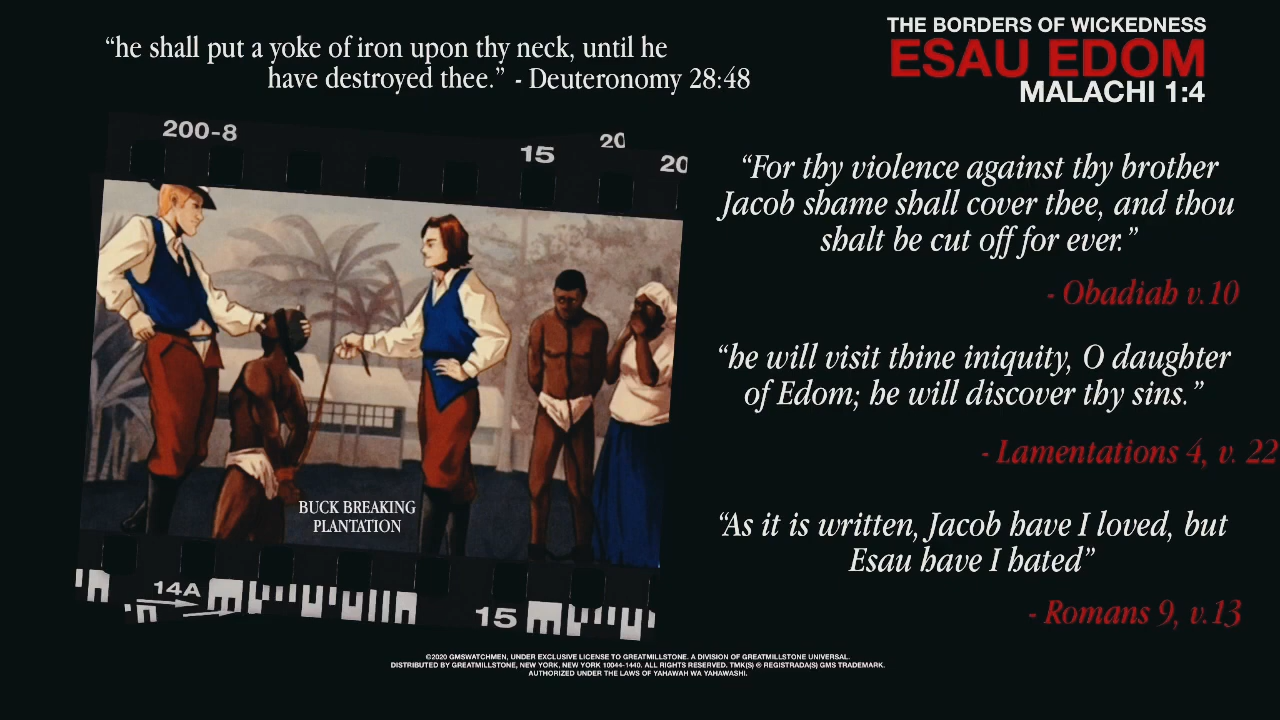 “he shall put a yoke of iron upon thy neck, until he
have destroyed thee.” - Deuteronomy 28:48
THE BORDERS OF WICKEDNESS
ESAU EDOM
MALACHI 1:4
200-8
15
20
20
“For thy violence against thy brother
Jacob shame shall cover thee, and thou
shalt be cut off for ever.”
- Obadiah v.10
“he will visit thine iniquity, O daughter
of Edom; he will discover thy sins.”
- Lamentations 4, v. 22
“As it is written, Jacob have I loved, but
Esau have I hated”
- Romans 9, v.13
BUCK BREAKING
PLANTATION
14A
15
©2020 GMSWATCHMEN, UNDER EXCLUSIVE LICENSE TO GREATMILLSTONE. A DIVISION OF GREATMILLSTONE UNIVERSAL.
DISTRIBUTED BY GREATMILLSTONE, NEW YORK, NEW YORK 10044-1440. ALL RIGHTS RESERVED. TMK(S) ® REGISTRADA(S) GMS TRADEMARK.
AUTHORIZED UNDER THE LAWS OF YAHAWAH WA YAHAWASHI.